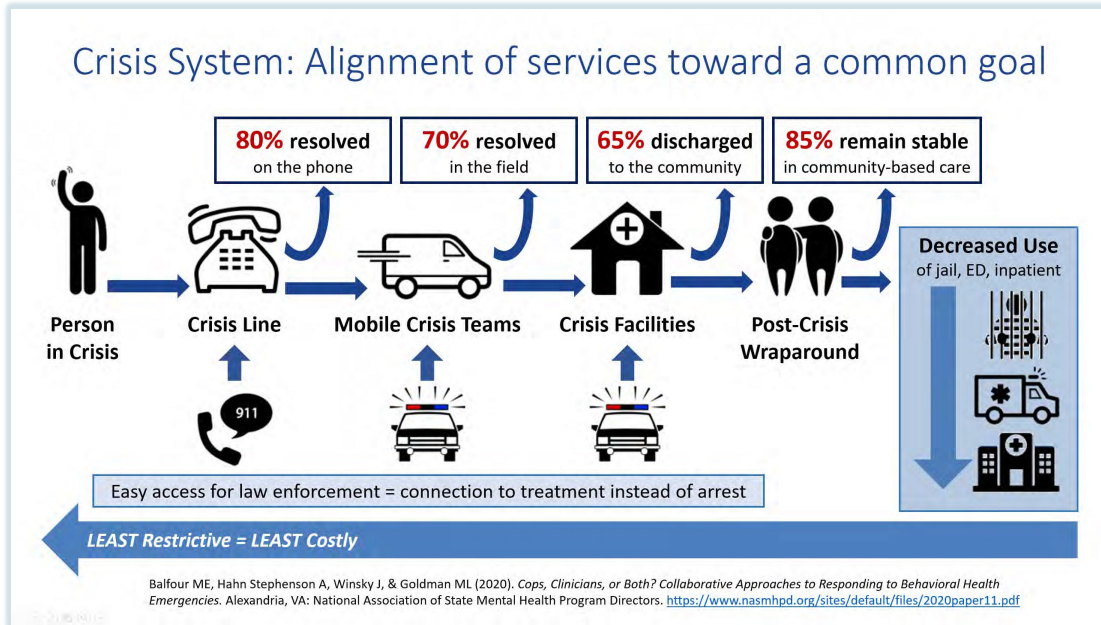 Crisis System: Alignment of services toward a common goal
80% resolved
on the phone
70% resolved
in the field
65% discharged
to the community
85% remain stable
in community-based care
Person
in Crisis
Crisis Line
Mobile Crisis Teams
Crisis Facilities
Post-Crisis
Wraparound
Decreased Use
of jail, ED, inpatient
911
Easy access for law enforcement = connection to treatment instead of arrest
LEAST Restrictive = LEAST Costly
Balfour ME, Hahn Stephenson A, Winsky J, & Goldman ML (2020). Cops, Clinicians, or Both? Collaborative Approaches to Responding to Behavioral Health
Emergencies. Alexandria, VA: National Association of State Mental Health Program Directors. https://www.nasmhpd.org/sites/default/files/2020paper11.pdf